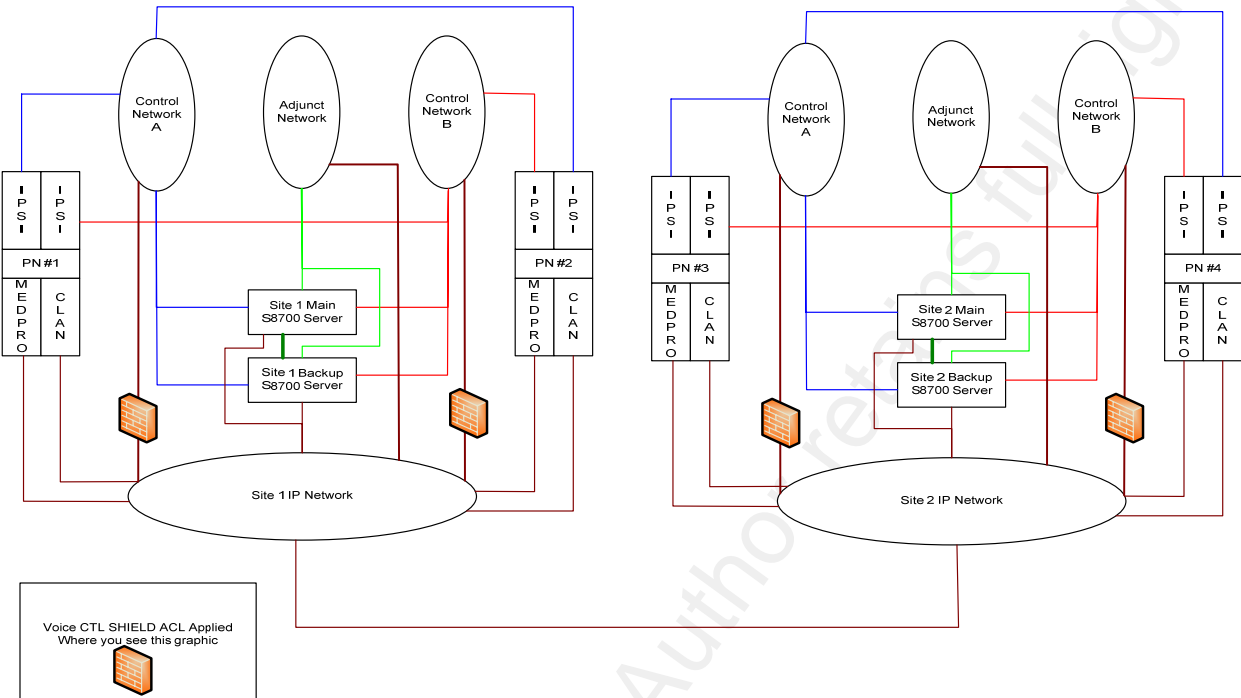 Control
Network
A
Adjunct
Network
Control
Network
B
Control
Network
A
Adjunct
Network
Control
Network
B
IPSI
IPSI
PN #1
MEDPRO
CLAN
IPSI
IPSI
PN #2
MEDPRO
CLAN
IPSI
IPSI
PN #3
MEDPRO
CLAN
IPSI
IPSI
PN #4
MEDPRO
CLAN
Site 1 Main
S8700 Server
Site 1 Backup
S8700 Server
Site 2 Main
S8700 Server
Site 2 Backup
S8700 Server
Site 1 IP Network
Site 2 IP Network
Voice CTL SHIELD ACL Applied
Where you see this graphic
Author retains full